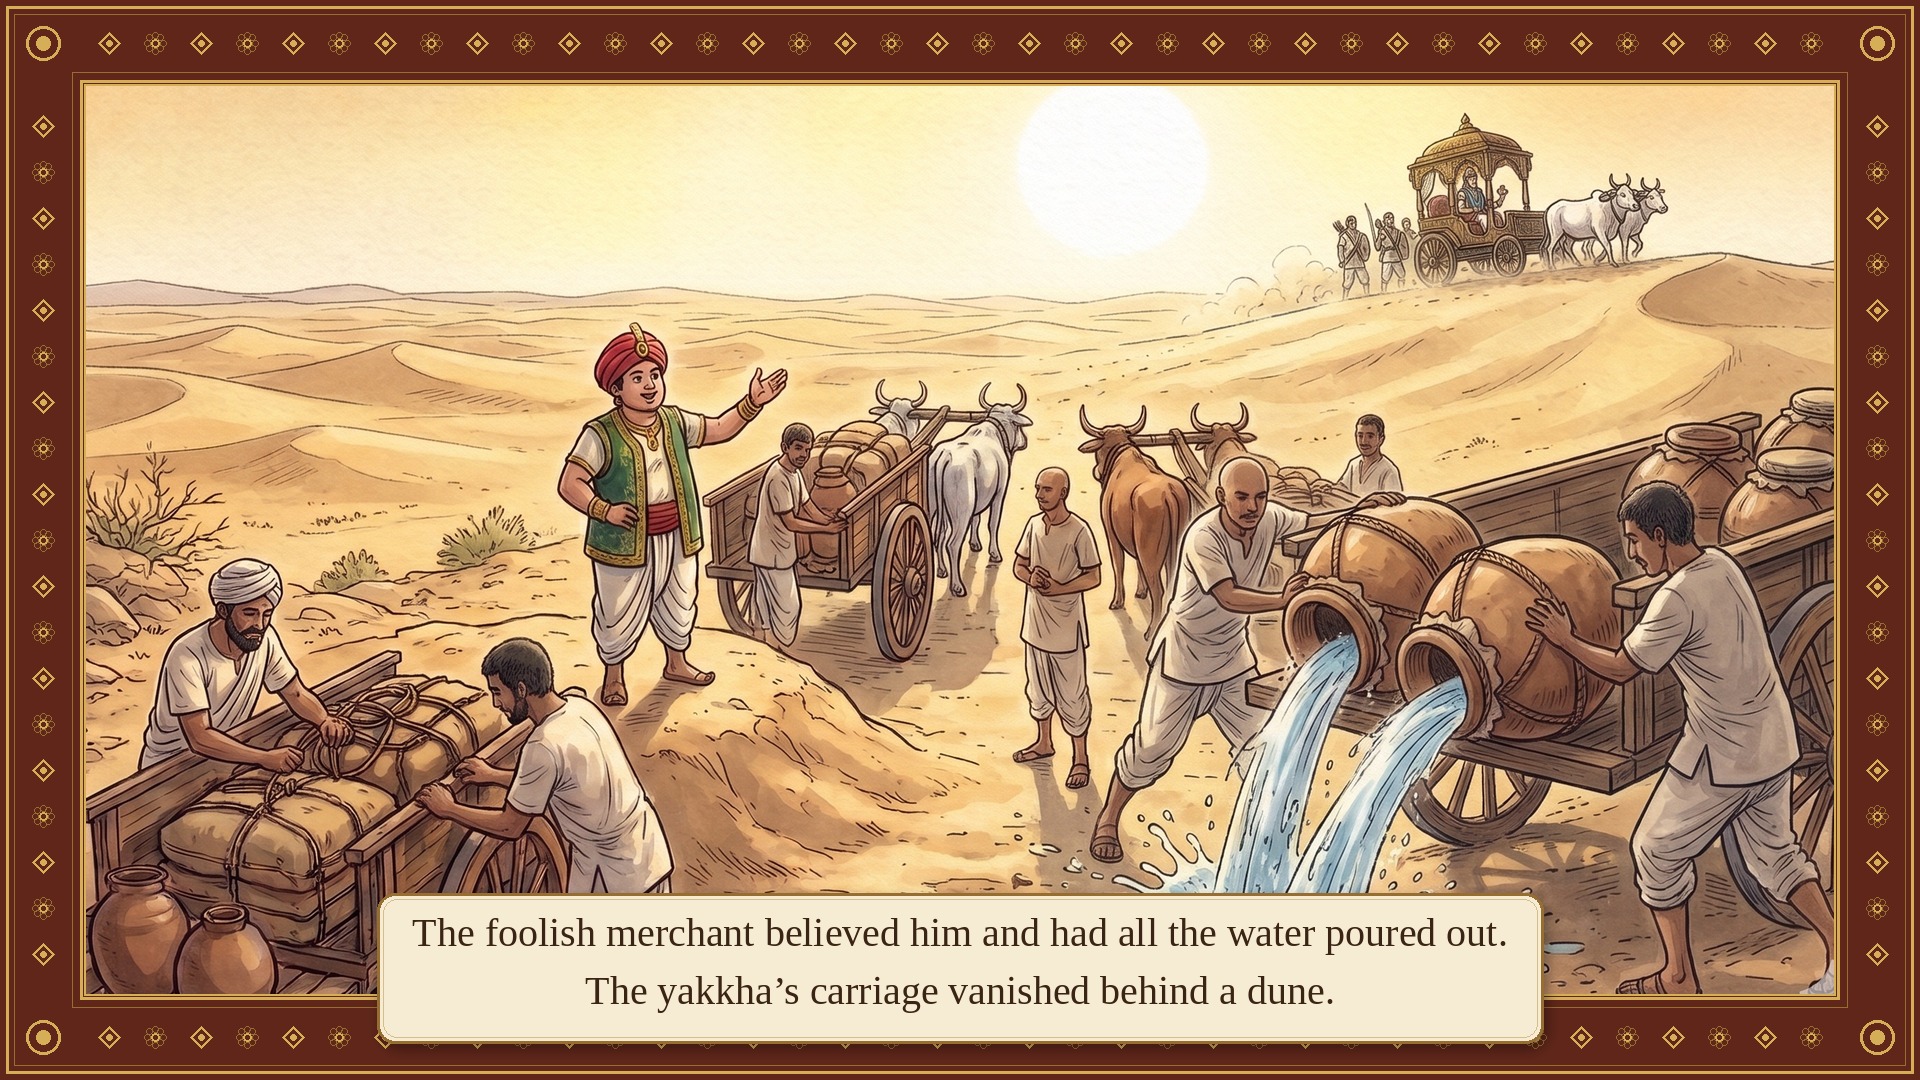 The foolish merchant believed him and had all the water poured out.
The yakkha’s carriage vanished behind a dune.